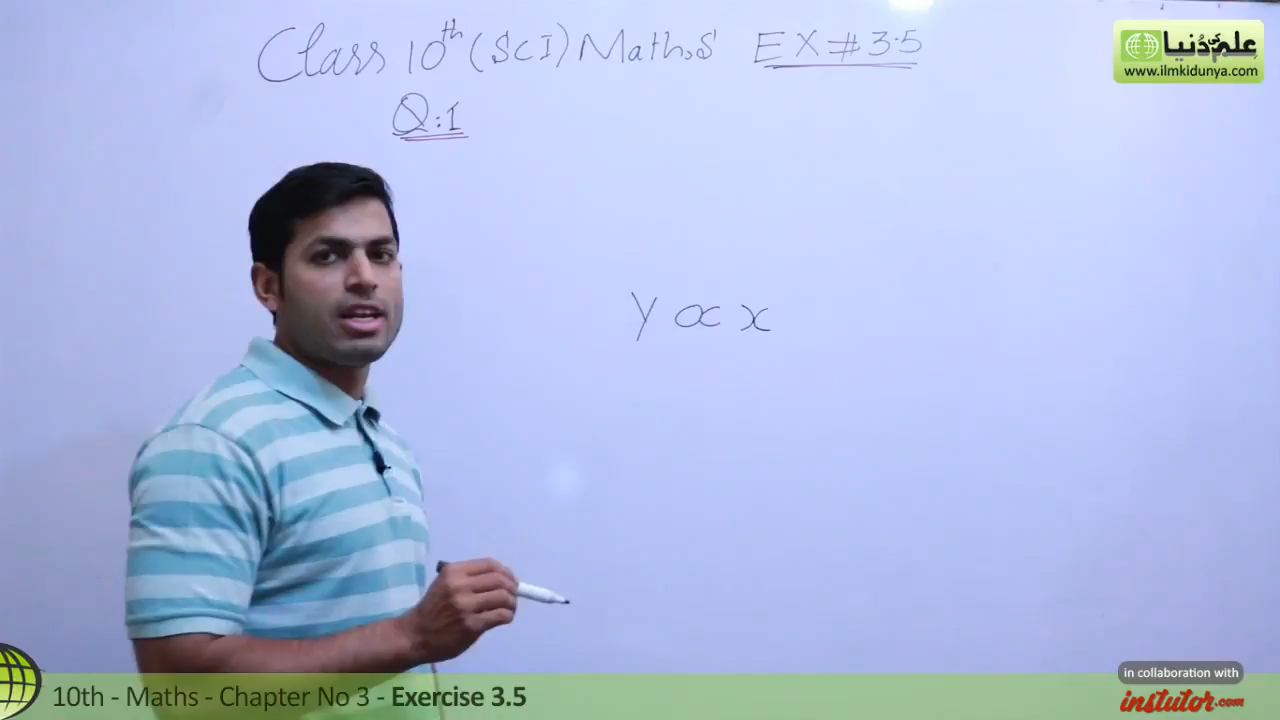 Class 10th (SCI) Maths EX # 3.5
Q:1
y ∝ x
علم کی دُنیا
www.ilmkidunya.com
in collaboration with
instutor.com
10th - Maths - Chapter No 3 - Exercise 3.5